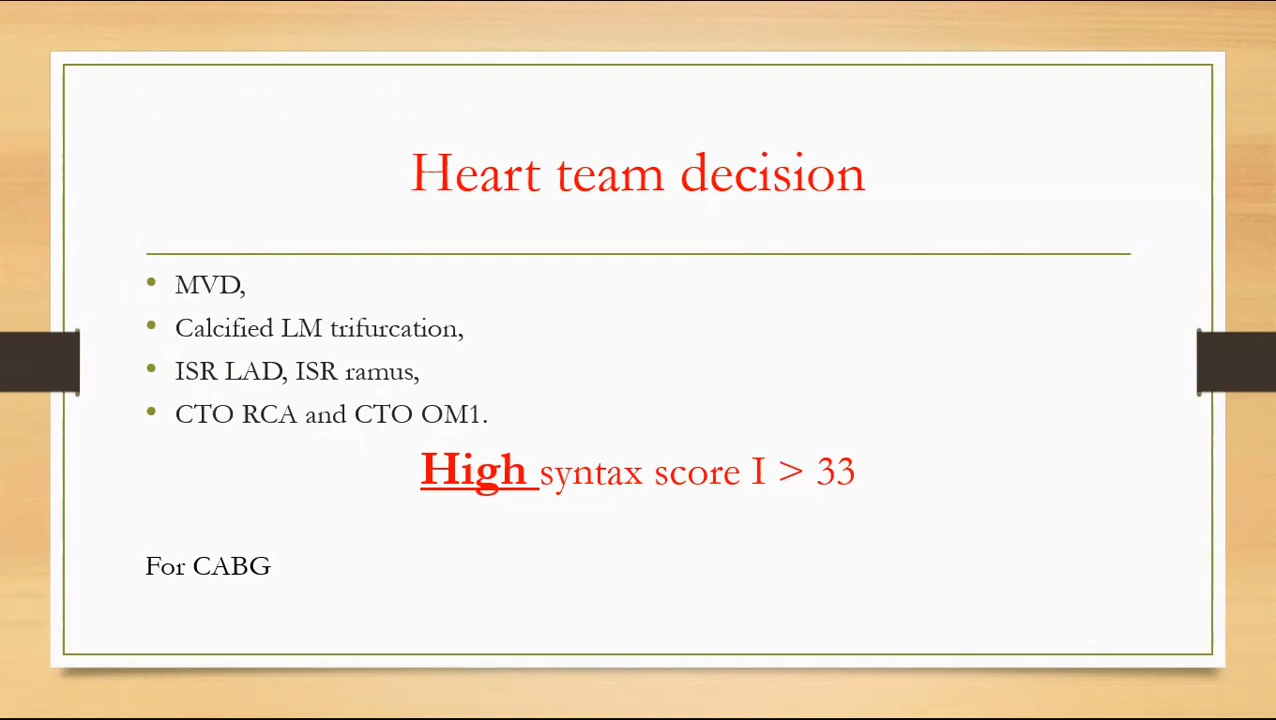 Heart team decision
• MVD,
• Calcified LM trifurcation,
• ISR LAD, ISR ramus,
• CTO RCA and CTO OM1.
High syntax score I > 33
For CABG